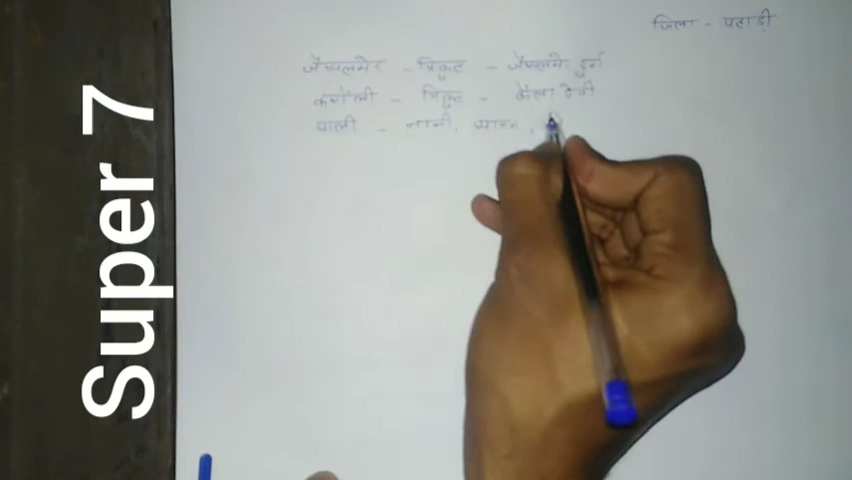 जिला - पहाड़ी
जैसलमेर - त्रिकुट - जैसलमेर दुर्ग
करौली - त्रिकुट - कैला देवी
पाली - नानी,
Super 7